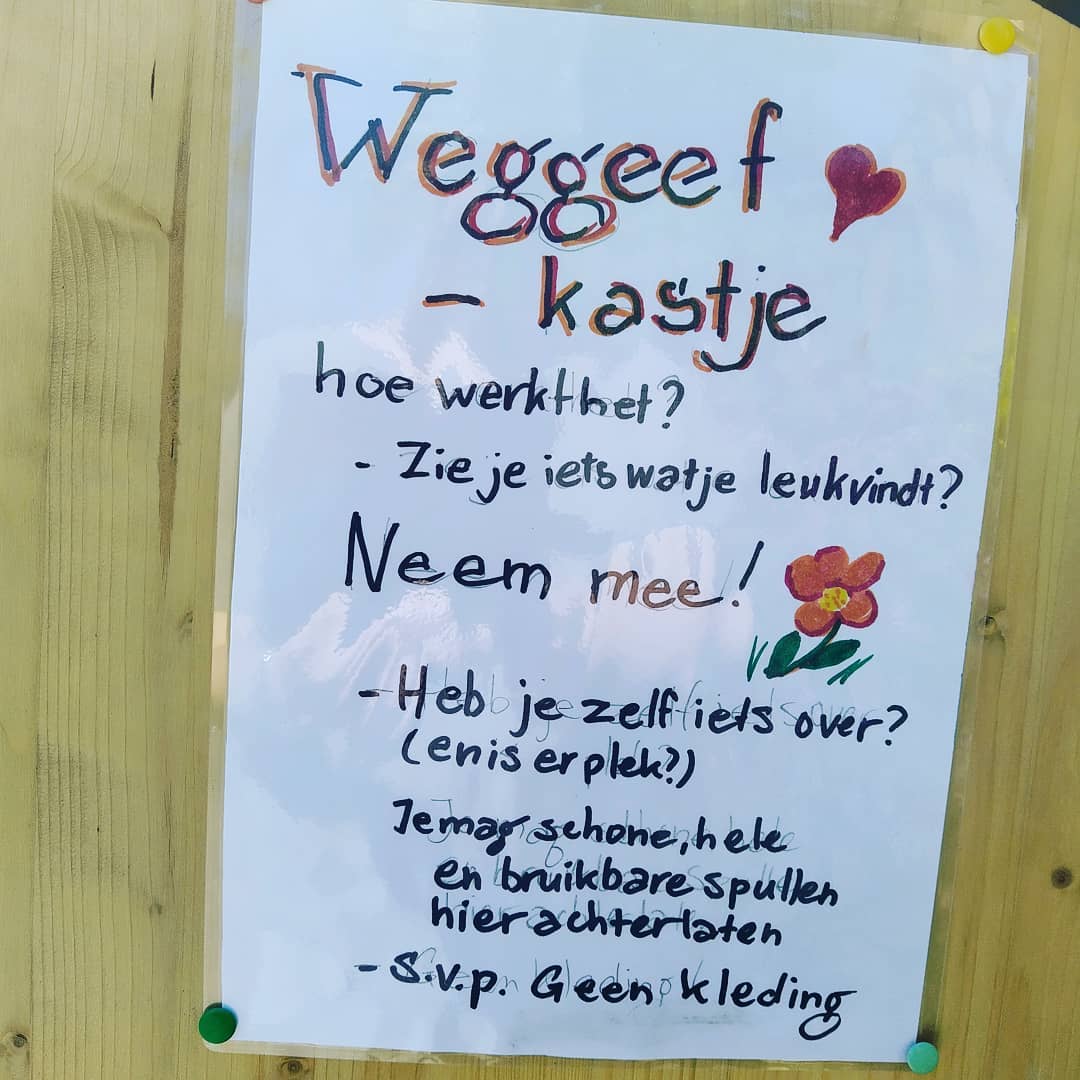 Weggeef
- kastje
hoe werkt het?
- Zie je iets wat je leuk vindt?
Neem mee!
- Heb je zelf iets over?
(en is er plek?)
Je mag schone, hele
en bruikbare spullen
hier achterlaten
- S.v.p. Geen kleding